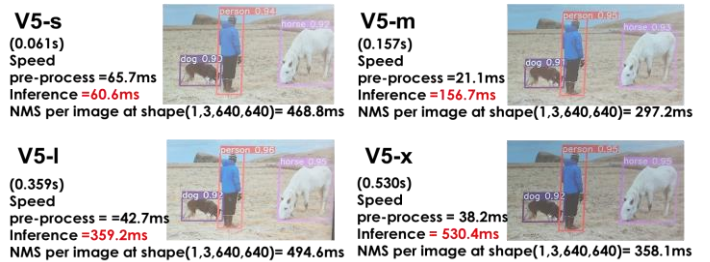 V5-s
(0.061s)
Speed
pre-process =65.7ms
Inference =60.6ms
NMS per image at shape(1,3,640,640)= 468.8ms
person 0.94
dog 0.90
horse 0.92
V5-m
(0.157s)
Speed
pre-process =21.1ms
Inference =156.7ms
NMS per image at shape(1,3,640,640)= 297.2ms
person 0.95
dog 0.91
horse 0.93
V5-l
(0.359s)
Speed
pre-process = =42.7ms
Inference =359.2ms
NMS per image at shape(1,3,640,640)= 494.6ms
person 0.96
dog 0.92
horse 0.95
V5-x
(0.530s)
Speed
pre-process = 38.2ms
Inference = 530.4ms
NMS per image at shape(1,3,640,640)= 358.1ms
person 0.95
dog 0.92
horse 0.95